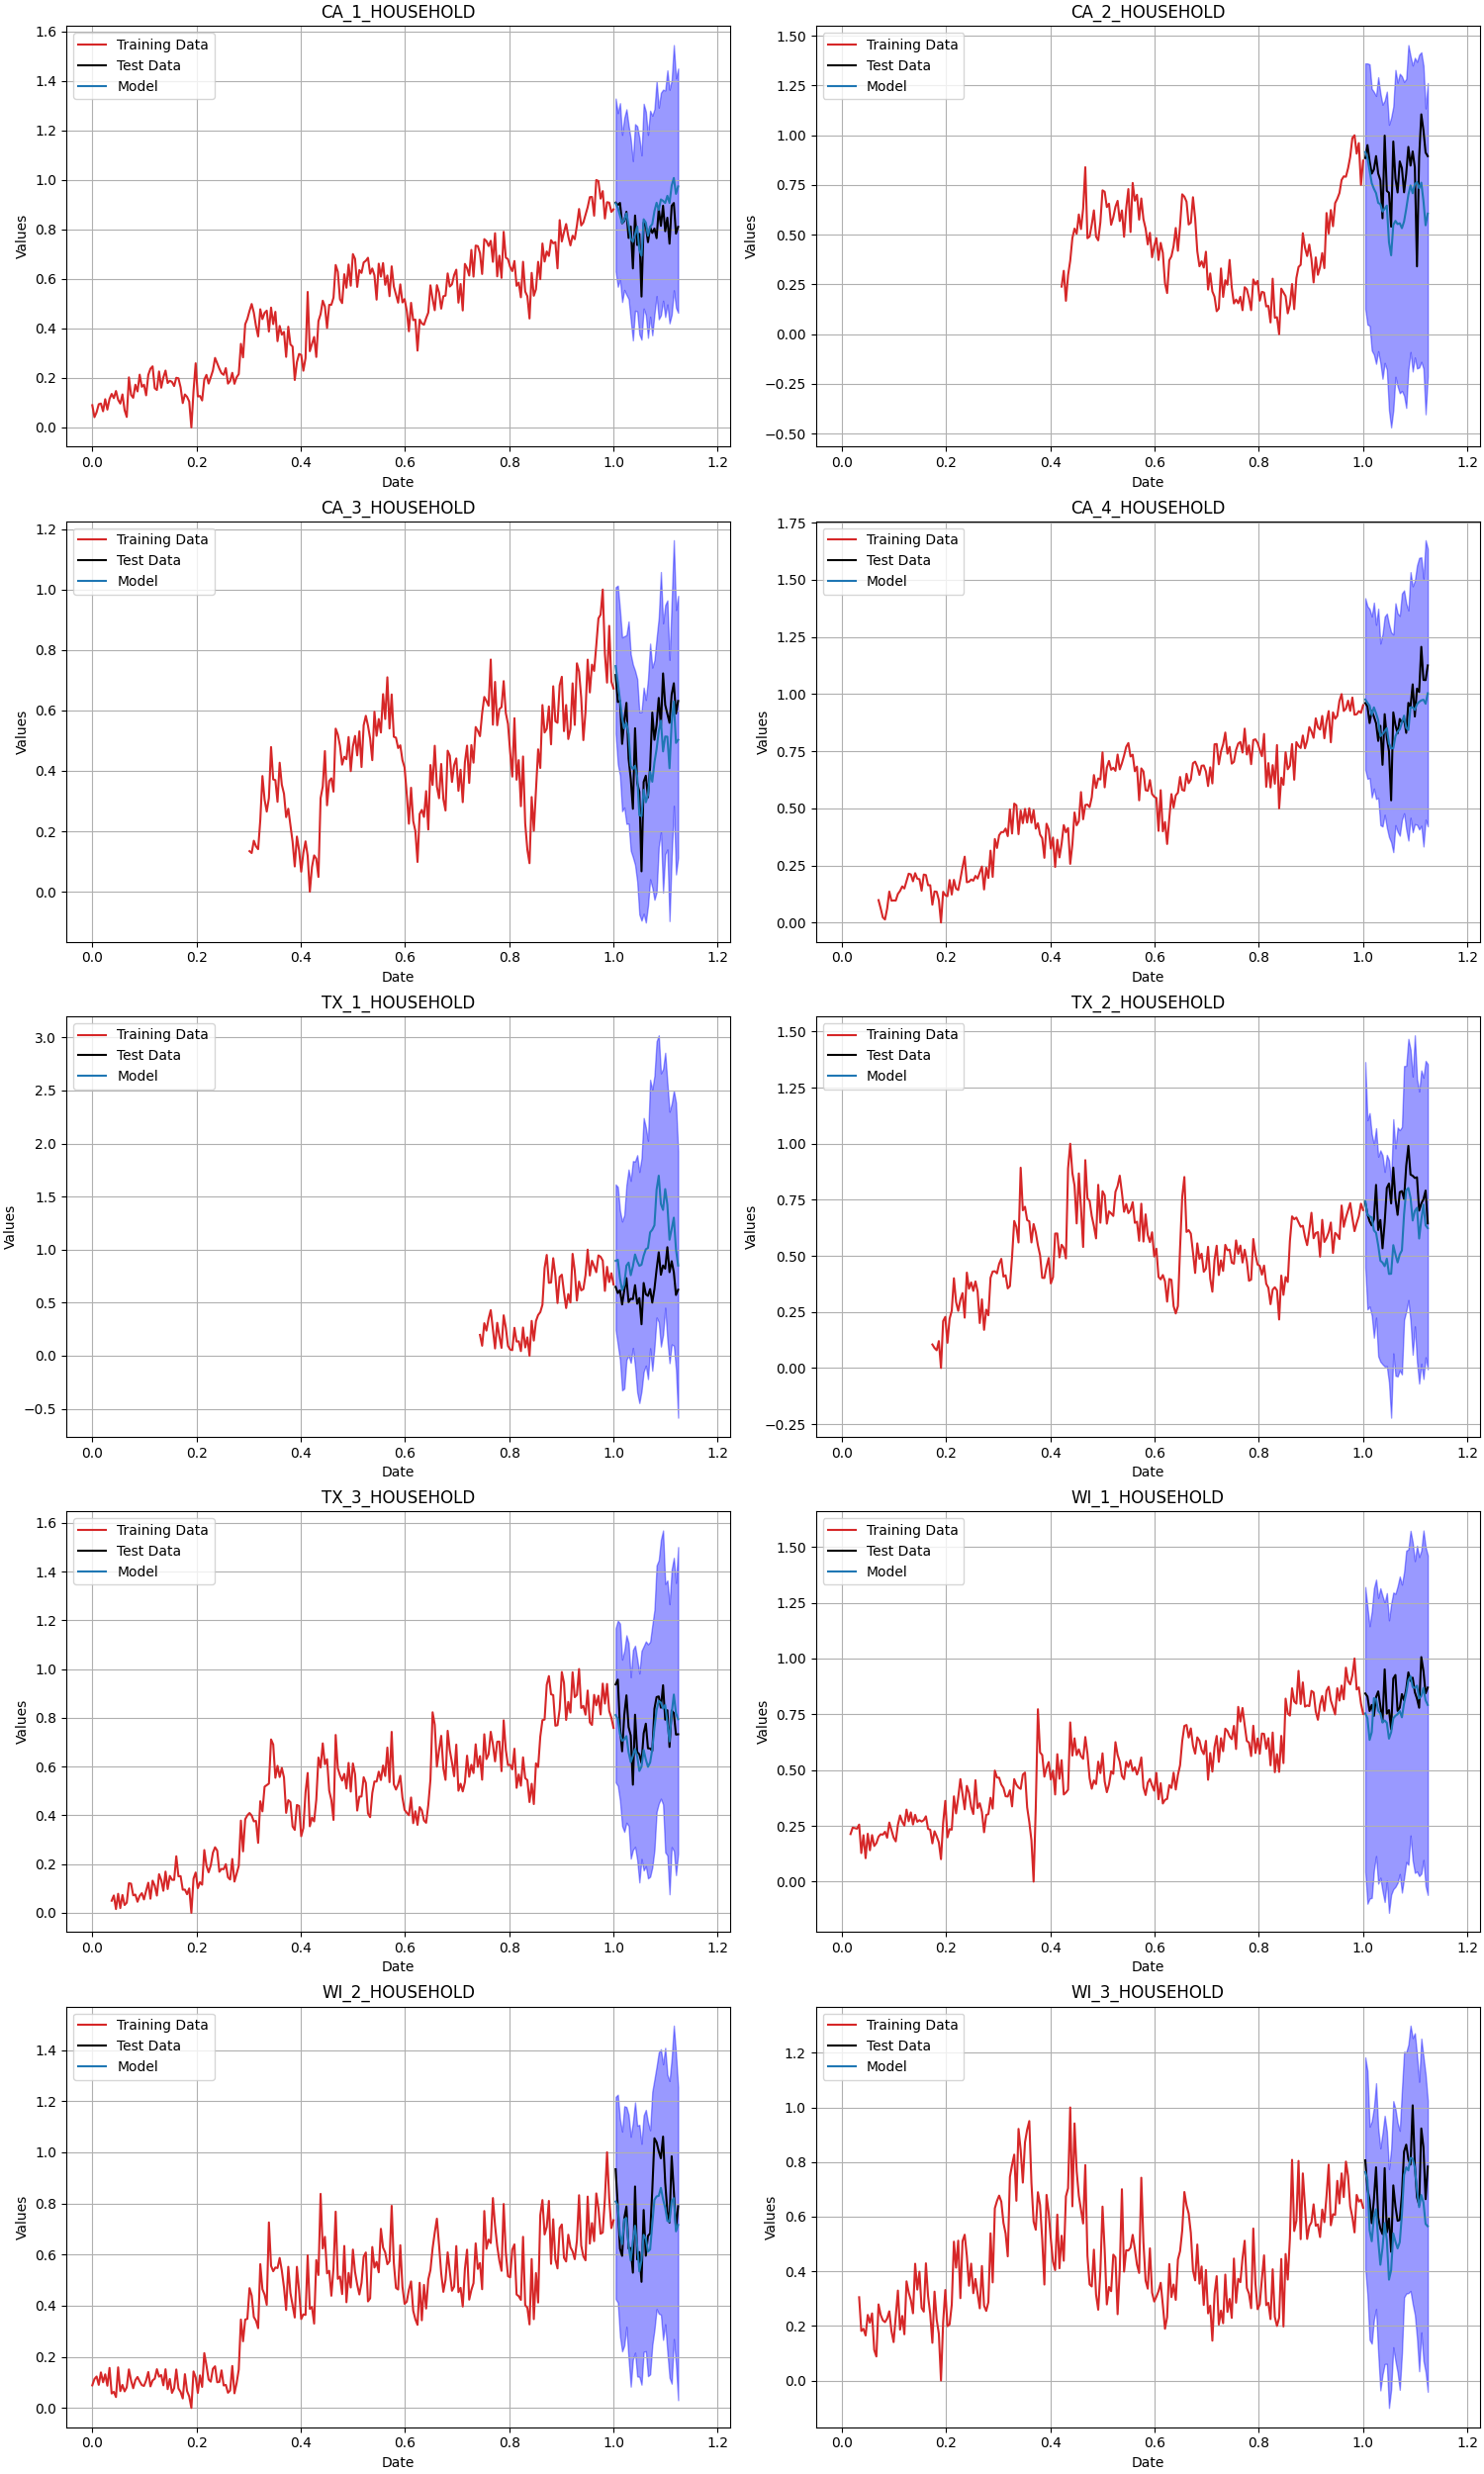 CA_1_HOUSEHOLD
Training Data
Test Data
Model
Values
1.6
1.4
1.2
1.0
0.8
0.6
0.4
0.2
0.0
0.0 0.2 0.4 0.6 0.8 1.0 1.2
Date
CA_2_HOUSEHOLD
Training Data
Test Data
Model
Values
1.50
1.25
1.00
0.75
0.50
0.25
0.00
−0.25
−0.50
0.0 0.2 0.4 0.6 0.8 1.0 1.2
Date
CA_3_HOUSEHOLD
Training Data
Test Data
Model
Values
1.2
1.0
0.8
0.6
0.4
0.2
0.0
0.0 0.2 0.4 0.6 0.8 1.0 1.2
Date
CA_4_HOUSEHOLD
Training Data
Test Data
Model
Values
1.75
1.50
1.25
1.00
0.75
0.50
0.25
0.00
0.0 0.2 0.4 0.6 0.8 1.0 1.2
Date
TX_1_HOUSEHOLD
Training Data
Test Data
Model
Values
3.0
2.5
2.0
1.5
1.0
0.5
0.0
−0.5
0.0 0.2 0.4 0.6 0.8 1.0 1.2
Date
TX_2_HOUSEHOLD
Training Data
Test Data
Model
Values
1.50
1.25
1.00
0.75
0.50
0.25
0.00
−0.25
0.0 0.2 0.4 0.6 0.8 1.0 1.2
Date
TX_3_HOUSEHOLD
Training Data
Test Data
Model
Values
1.6
1.4
1.2
1.0
0.8
0.6
0.4
0.2
0.0
0.0 0.2 0.4 0.6 0.8 1.0 1.2
Date
WI_1_HOUSEHOLD
Training Data
Test Data
Model
Values
1.50
1.25
1.00
0.75
0.50
0.25
0.00
0.0 0.2 0.4 0.6 0.8 1.0 1.2
Date
WI_2_HOUSEHOLD
Training Data
Test Data
Model
Values
1.4
1.2
1.0
0.8
0.6
0.4
0.2
0.0
0.0 0.2 0.4 0.6 0.8 1.0 1.2
Date
WI_3_HOUSEHOLD
Training Data
Test Data
Model
Values
1.2
1.0
0.8
0.6
0.4
0.2
0.0
0.0 0.2 0.4 0.6 0.8 1.0 1.2
Date